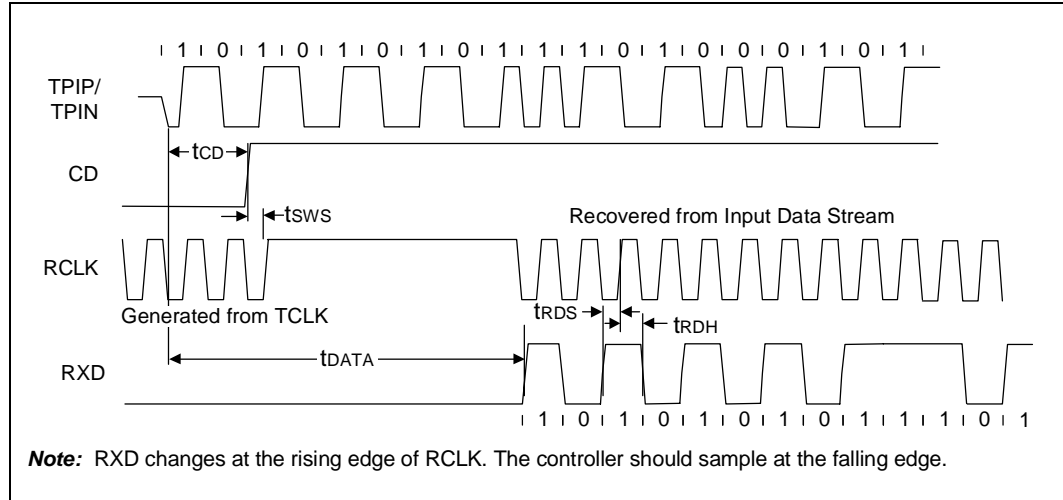 1 0 1 0 1 0 1 0 1 1 1 0 1 0 0 0 1 0 1
TPIP/
TPIN
tCD
CD
tSWS
Recovered from Input Data Stream
RCLK
Generated from TCLK
tRDS
tRDH
tDATA
RXD
1 0 1 0 1 0 1 0 1 1 1 0 1
Note: RXD changes at the rising edge of RCLK. The controller should sample at the falling edge.